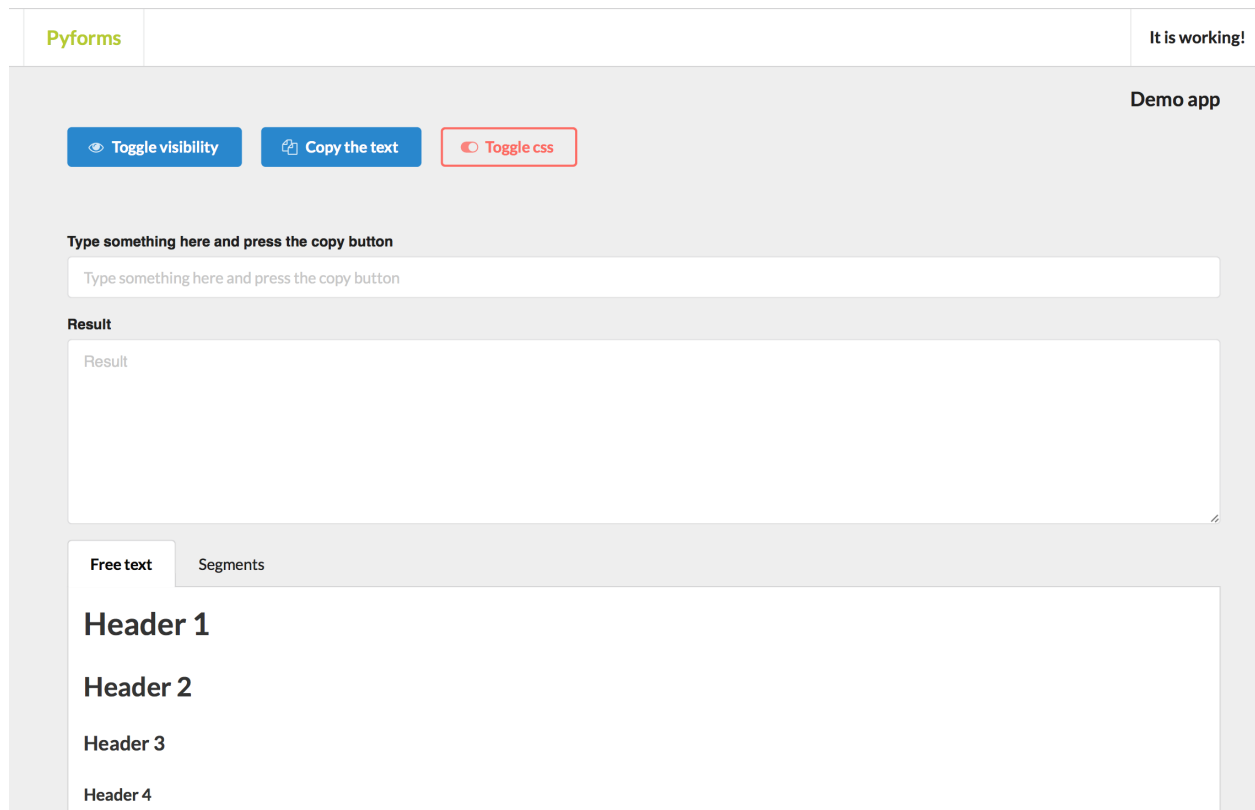 Pyforms
It is working!
Demo app
Toggle visibility
Copy the text
Toggle css
Type something here and press the copy button
Type something here and press the copy button
Result
Result
Free text
Segments
Header 1
Header 2
Header 3
Header 4